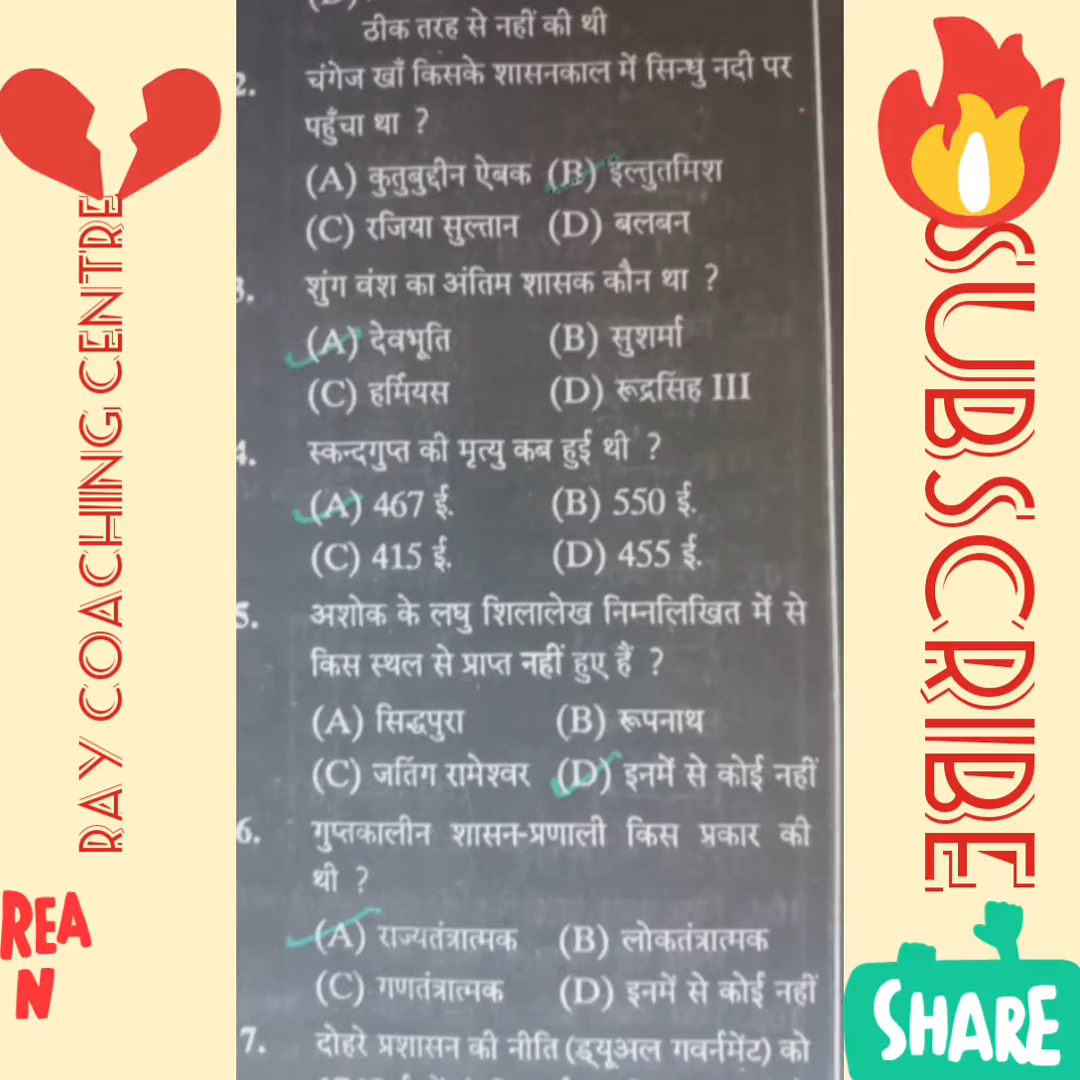 ठीक तरह से नहीं की थी
2. चंगेज खाँ किसके शासनकाल में सिन्धु नदी पर
पहुँचा था ?
(A) कुतुबुद्दीन ऐबक (B) इल्तुतमिश
(C) रजिया सुल्तान (D) बलबन
3. शुंग वंश का अंतिम शासक कौन था ?
(A) देवभूति (B) सुशर्मा
(C) हर्मियस (D) रूद्रसिंह III
4. स्कन्दगुप्त की मृत्यु कब हुई थी ?
(A) 467 ई. (B) 550 ई.
(C) 415 ई. (D) 455 ई.
5. अशोक के लघु शिलालेख निम्नलिखित में से
किस स्थल से प्राप्त नहीं हुए हैं ?
(A) सिद्धपुरा (B) रूपनाथ
(C) जतिंग रामेश्वर (D) इनमें से कोई नहीं
6. गुप्तकालीन शासन-प्रणाली किस प्रकार की
थी ?
(A) राज्यतंत्रात्मक (B) लोकतंत्रात्मक
(C) गणतंत्रात्मक (D) इनमें से कोई नहीं
7. दोहरे प्रशासन की नीति (ड्यूअल गवर्नमेंट) को
RAY COACHING CENTRE
REA
N
SUBSCRIBE
SHARE